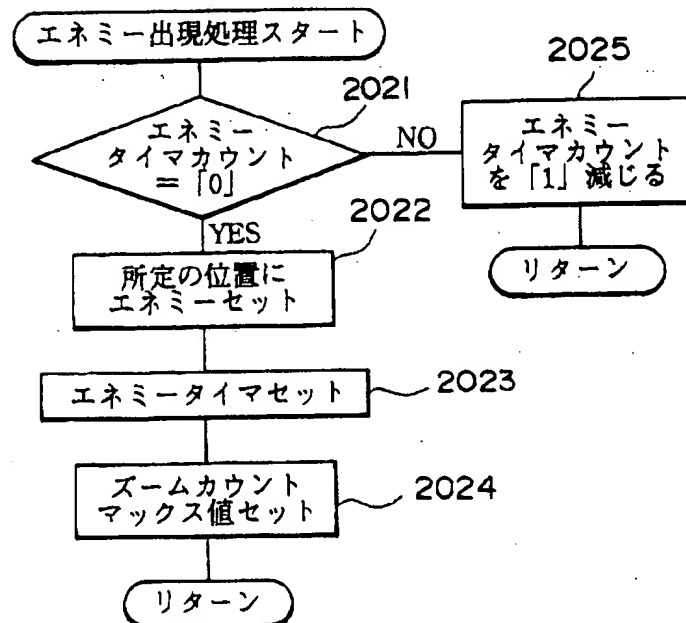 エネミー出現処理スタート
2021
エネミー
タイマカウント
=「0」
NO
2025
エネミー
タイマカウント
を「1」減じる
リターン
YES
2022
所定の位置に
エネミーセット
エネミータイマセット
2023
ズームカウント
マックス値セット
2024
リターン